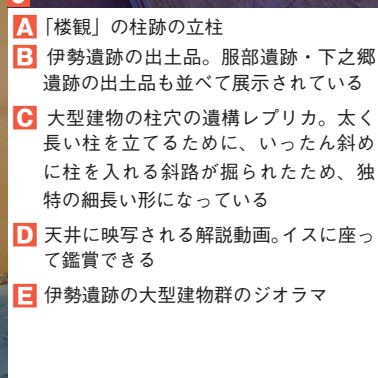 A 「楼観」の柱跡の立柱
B 伊勢遺跡の出土品。服部遺跡・下之郷
遺跡の出土品も並べて展示されている
C 大型建物の柱穴の遺構レプリカ。太く
長い柱を立てるために、いったん斜め
に柱を入れる斜路が掘られたため、独
特の細長い形になっている
D 天井に映写される解説動画。イスに座っ
て鑑賞できる
E 伊勢遺跡の大型建物群のジオラマ